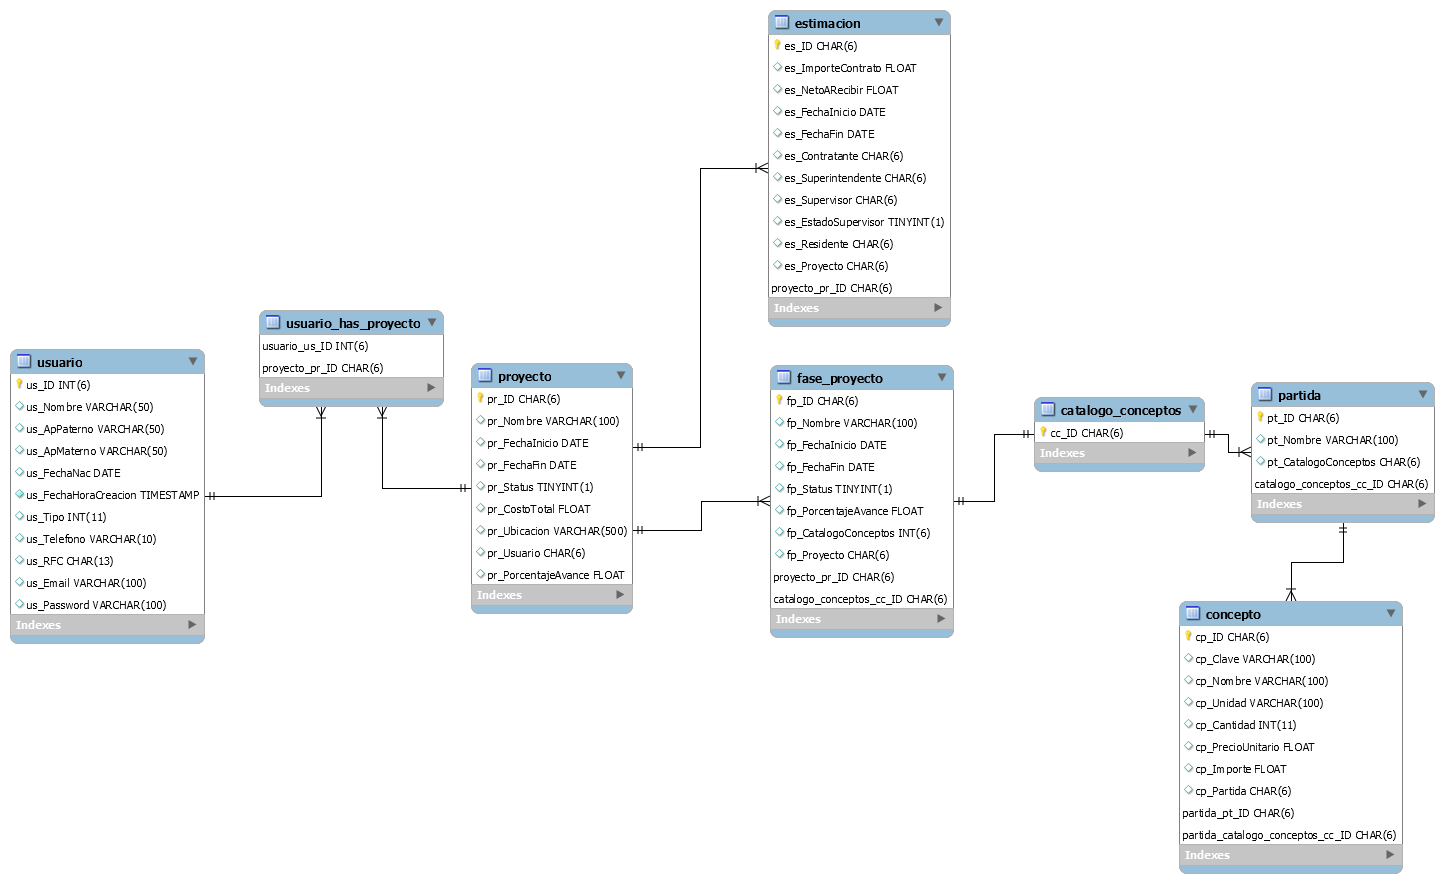 estimacion
es_ID CHAR(6)
es_ImporteContrato FLOAT
es_NetoARecibir FLOAT
es_FechaInicio DATE
es_FechaFin DATE
es_Contratante CHAR(6)
es_Superintendente CHAR(6)
es_Supervisor CHAR(6)
es_EstadoSupervisor TINYINT(1)
es_Residente CHAR(6)
es_Proyecto CHAR(6)
proyecto_pr_ID CHAR(6)
Indexes
usuario_has_proyecto
usuario_us_ID INT(6)
proyecto_pr_ID CHAR(6)
Indexes
usuario
us_ID INT(6)
us_Nombre VARCHAR(50)
us_ApPaterno VARCHAR(50)
us_ApMaterno VARCHAR(50)
us_FechaNac DATE
us_FechaHoraCreacion TIMESTAMP
us_Tipo INT(11)
us_Telefono VARCHAR(10)
us_RFC CHAR(13)
us_Email VARCHAR(100)
us_Password VARCHAR(100)
Indexes
proyecto
pr_ID CHAR(6)
pr_Nombre VARCHAR(100)
pr_FechaInicio DATE
pr_FechaFin DATE
pr_Status TINYINT(1)
pr_CostoTotal FLOAT
pr_Ubicacion VARCHAR(500)
pr_Usuario CHAR(6)
pr_PorcentajeAvance FLOAT
Indexes
fase_proyecto
fp_ID CHAR(6)
fp_Nombre VARCHAR(100)
fp_FechaInicio DATE
fp_FechaFin DATE
fp_Status TINYINT(1)
fp_PorcentajeAvance FLOAT
fp_CatalogoConceptos INT(6)
fp_Proyecto CHAR(6)
proyecto_pr_ID CHAR(6)
catalogo_conceptos_cc_ID CHAR(6)
Indexes
catalogo_conceptos
cc_ID CHAR(6)
Indexes
partida
pt_ID CHAR(6)
pt_Nombre VARCHAR(100)
pt_CatalogoConceptos CHAR(6)
catalogo_conceptos_cc_ID CHAR(6)
Indexes
concepto
cp_ID CHAR(6)
cp_Clave VARCHAR(100)
cp_Nombre VARCHAR(100)
cp_Unidad VARCHAR(100)
cp_Cantidad INT(11)
cp_PrecioUnitario FLOAT
cp_Importe FLOAT
cp_Partida CHAR(6)
partida_pt_ID CHAR(6)
partida_catalogo_conceptos_cc_ID CHAR(6)
Indexes